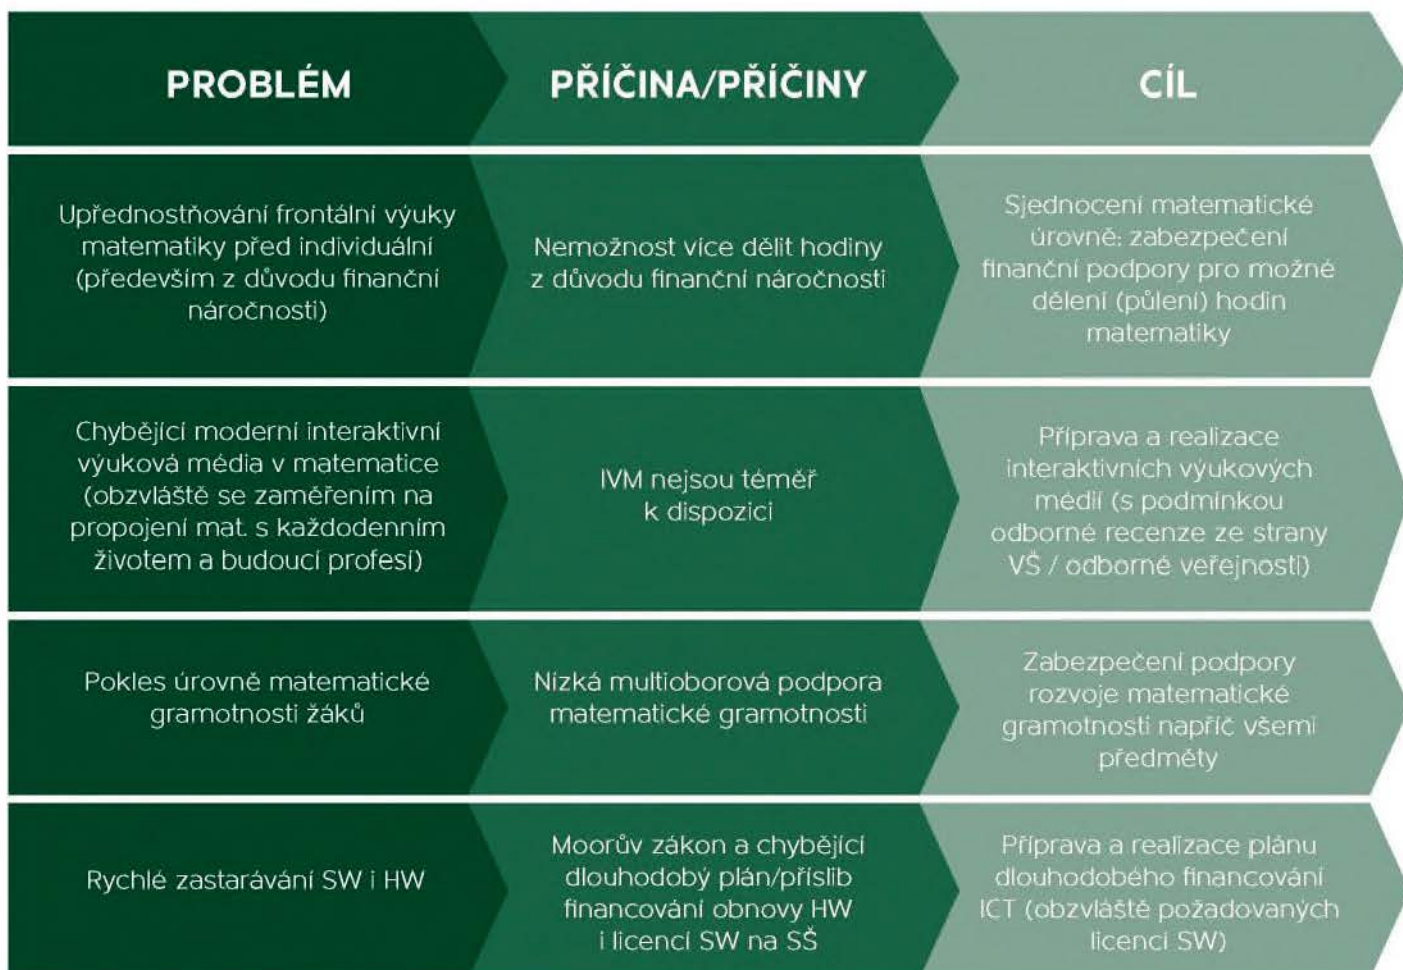 PROBLÉM
PŘÍČINA/PŘÍČINY
CÍL
Upřednostňování frontální výuky
matematiky před individuální
(především z důvodu finanční
náročnosti)
Nemožnost více dělit hodiny
z důvodu finanční náročnosti
Sjednocení matematické
úrovně: zabezpečení
finanční podpory pro možné
dělení (půlení) hodin
matematiky
Chybějící moderní interaktivní
výuková média v matematice
(obzvláště se zaměřením na
propojení mat. s každodenním
životem a budoucí profesí)
IVM nejsou téměř
k dispozici
Příprava a realizace
interaktivních výukových
médií (s podmínkou
odborné recenze ze strany
VŠ / odborné veřejnosti)
Pokles úrovně matematické
gramotnosti žáků
Nízká multioborová podpora
matematické gramotnosti
Zabezpečení podpory
rozvoje matematické
gramotnosti napříč všemi
předměty
Rychlé zastarávání SW i HW
Moorův zákon a chybějící
dlouhodobý plán/příslib
financování obnovy HW
i licencí SW na SŠ
Příprava a realizace plánu
dlouhodobého financování
ICT (obzvláště požadovaných
licencí SW)